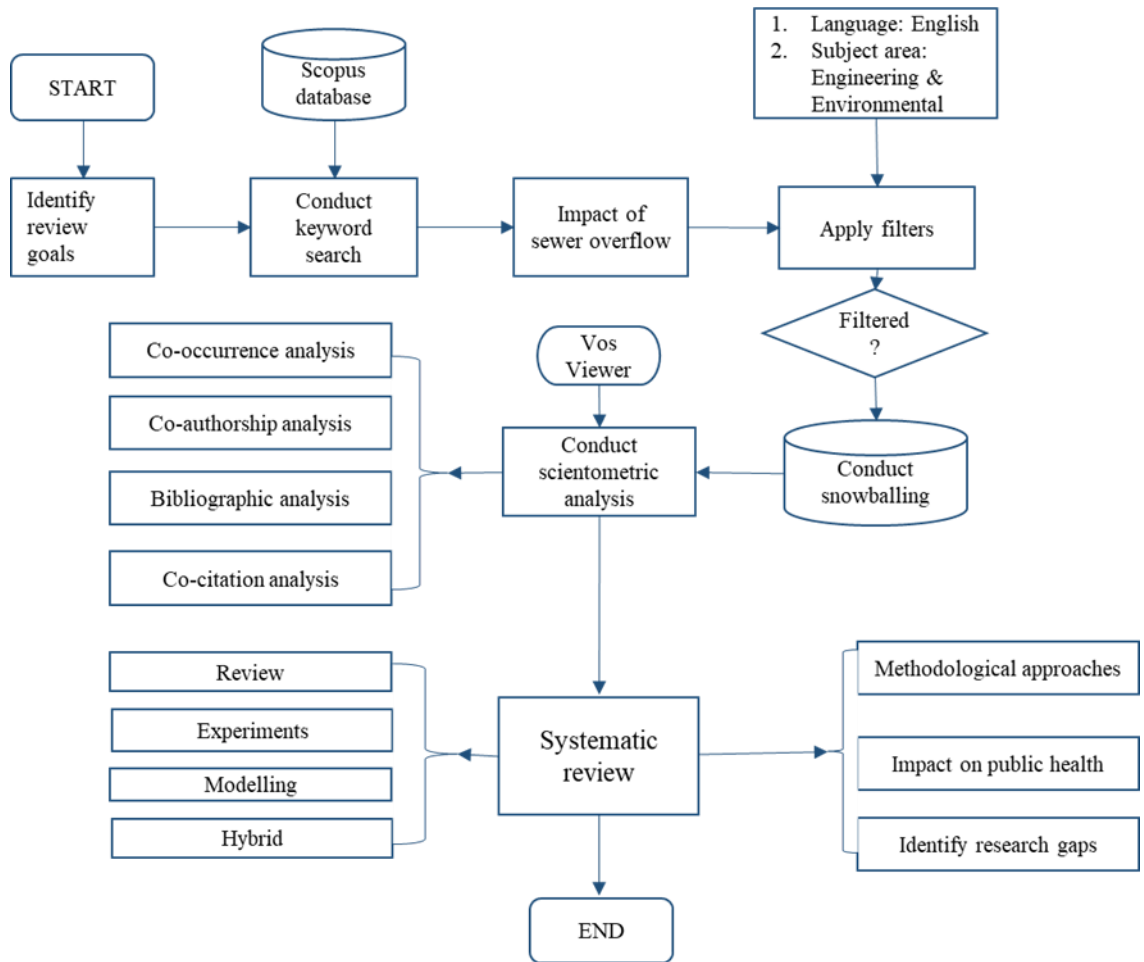 START
Scopus
database
1. Language: English
2. Subject area:
Engineering &
Environmental
Identify
review
goals
Conduct
keyword
search
Impact of
sewer overflow
Apply filters
Filtered
?
Co-occurrence analysis
Co-authorship analysis
Bibliographic analysis
Co-citation analysis
Vos
Viewer
Conduct
scientometric
analysis
Conduct
snowballing
Review
Experiments
Modelling
Hybrid
Systematic
review
Methodological approaches
Impact on public health
Identify research gaps
END